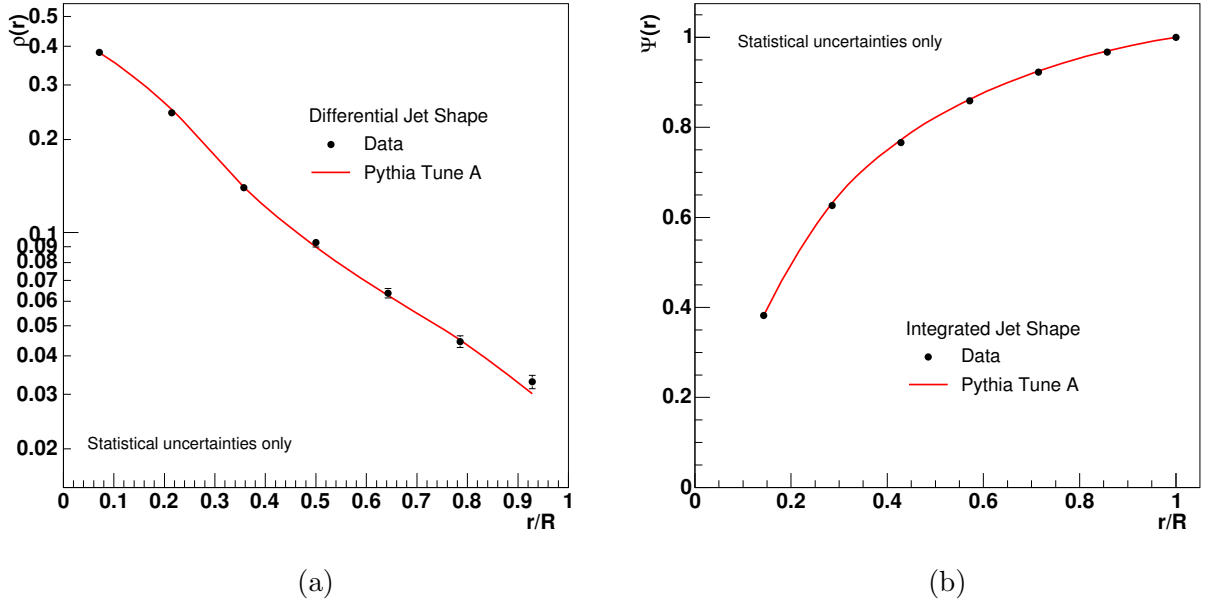 0.5
0.4
0.3
0.2
0.1
0.09
0.08
0.07
0.06
0.05
0.04
0.03
0.02
ρ(r)
Differential Jet Shape
Data
Pythia Tune A
Statistical uncertainties only
0 0.1 0.2 0.3 0.4 0.5 0.6 0.7 0.8 0.9 1
r/R
(a)
Ψ(r)
1
0.8
0.6
0.4
0.2
0
Statistical uncertainties only
Integrated Jet Shape
Data
Pythia Tune A
0 0.2 0.4 0.6 0.8 1
r/R
(b)